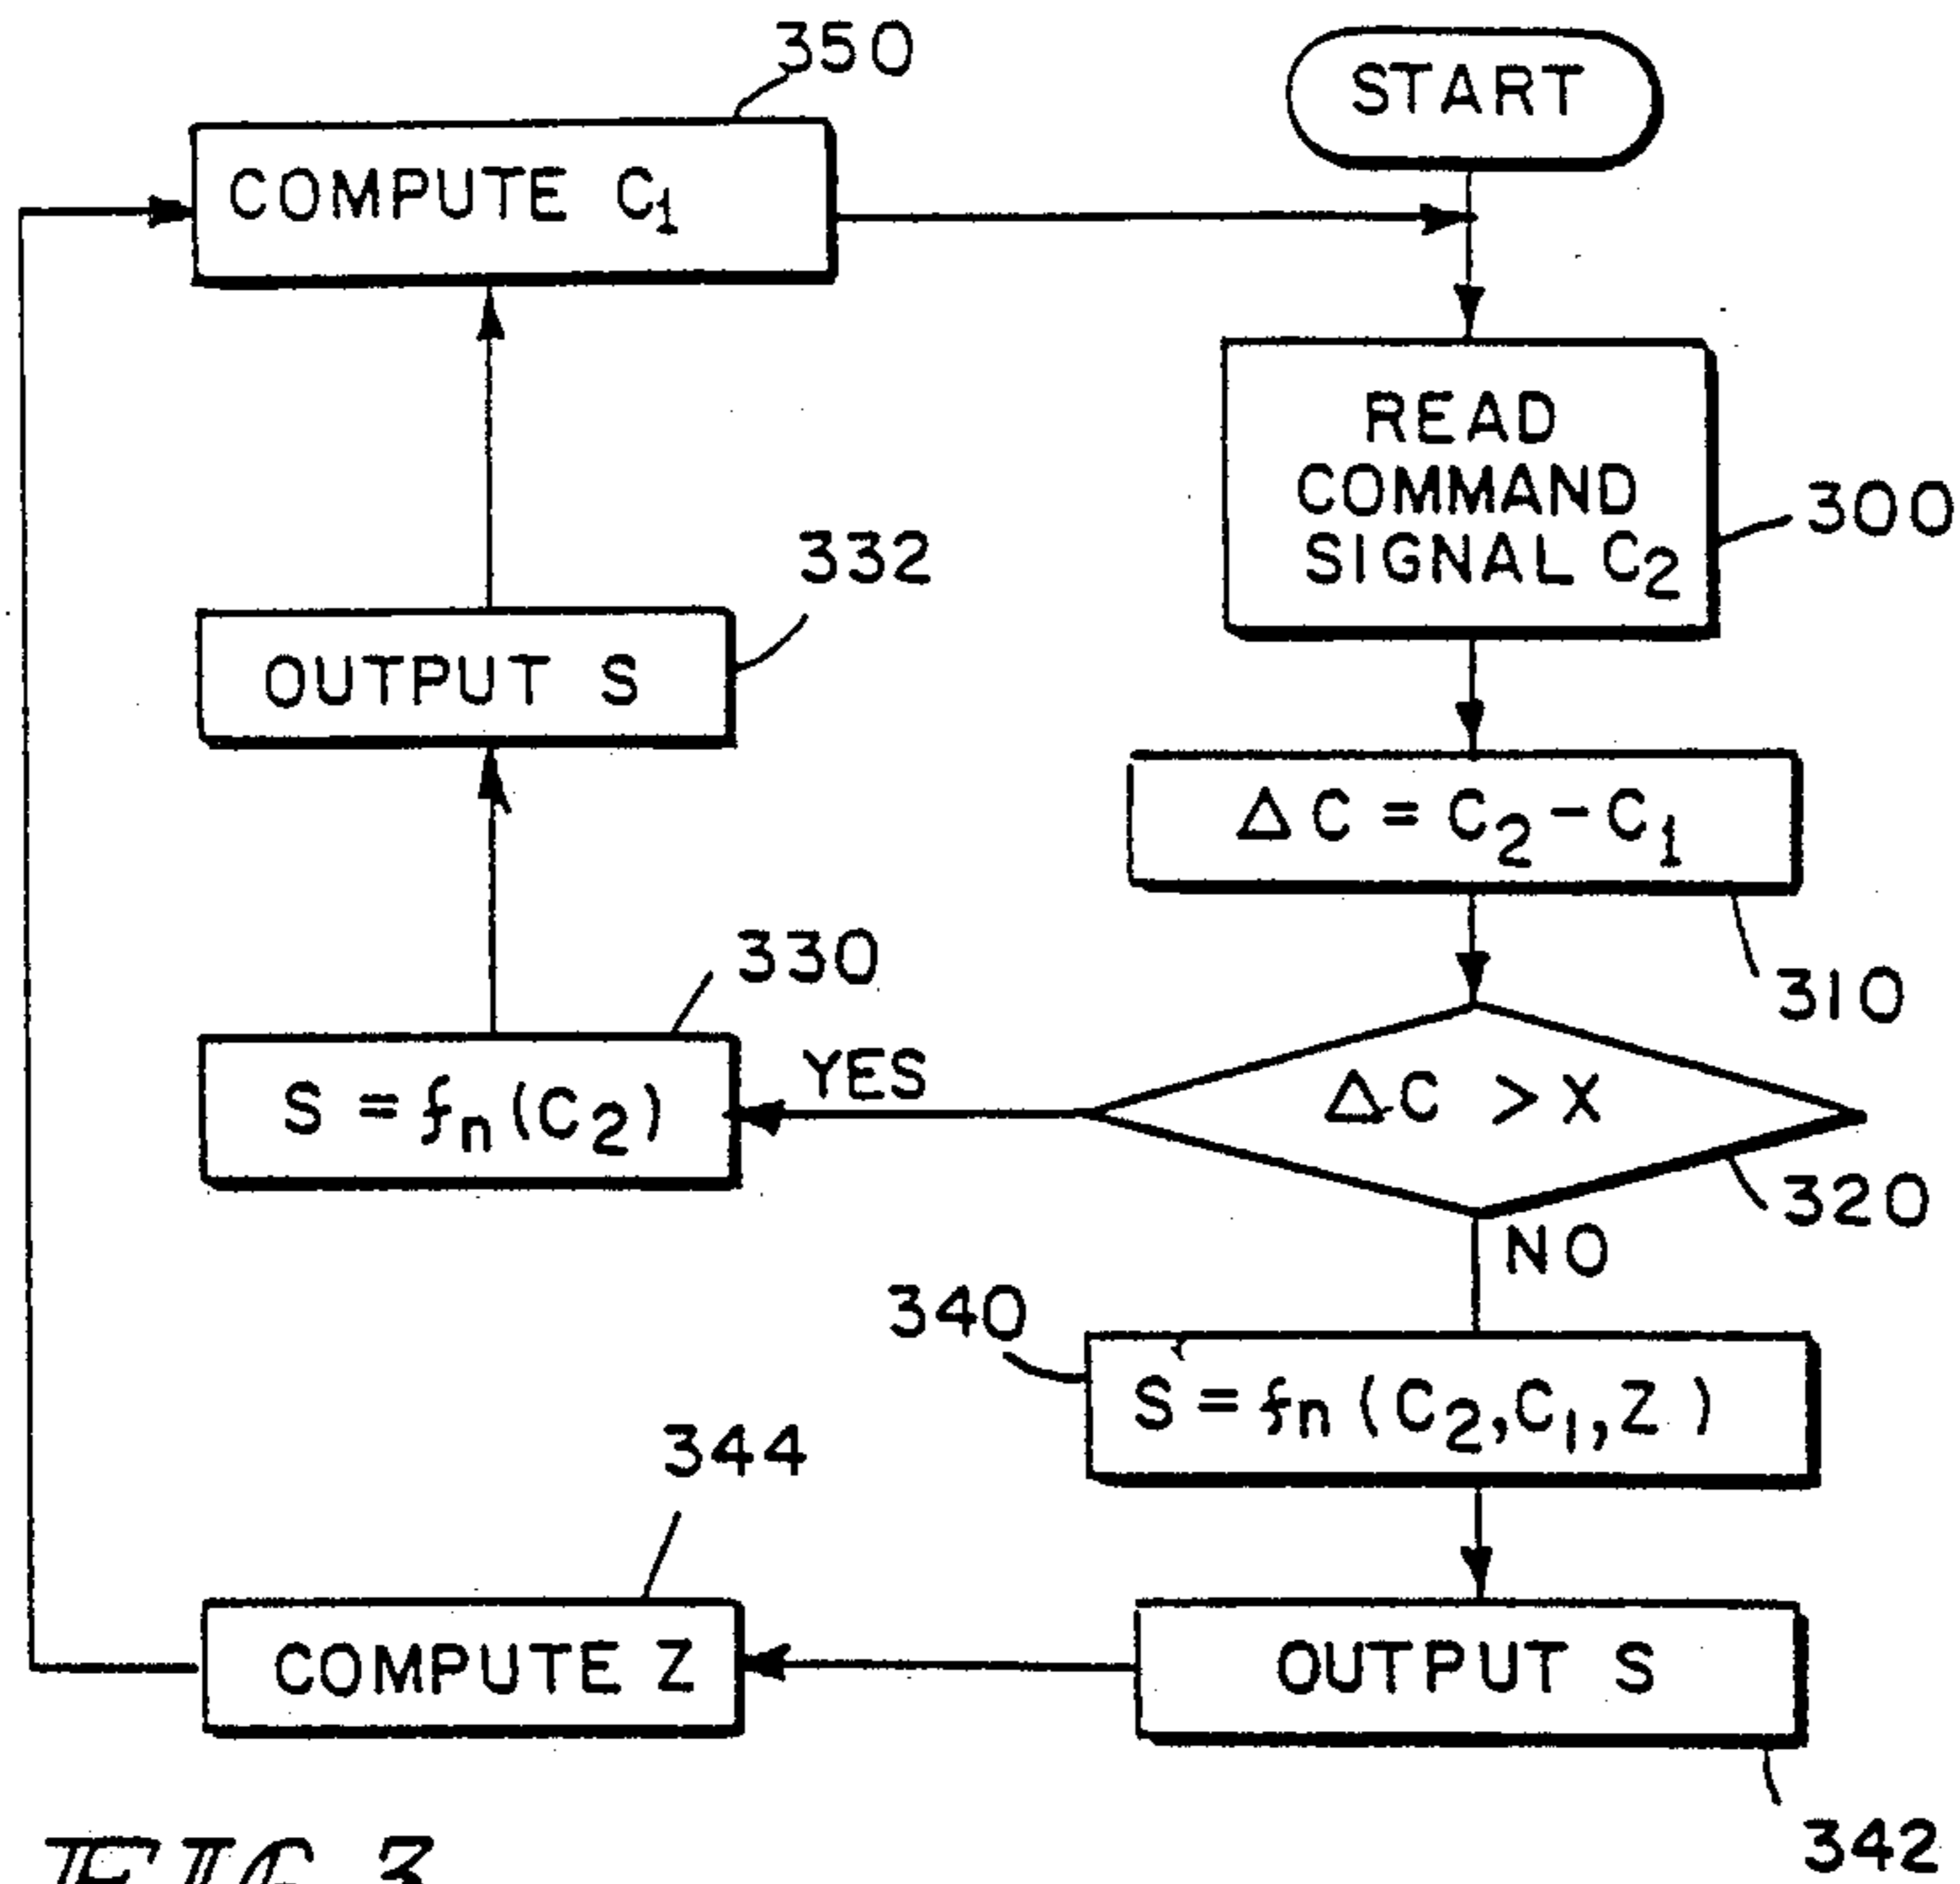 350
START
COMPUTE C1
READ
COMMAND
SIGNAL C2
300
332
OUTPUT S
ΔC = C2 - C1
310
330
S = fn(C2)
YES
ΔC > X
320
NO
340
S = fn(C2, C1, Z)
344
COMPUTE Z
OUTPUT S
342
FIG 3